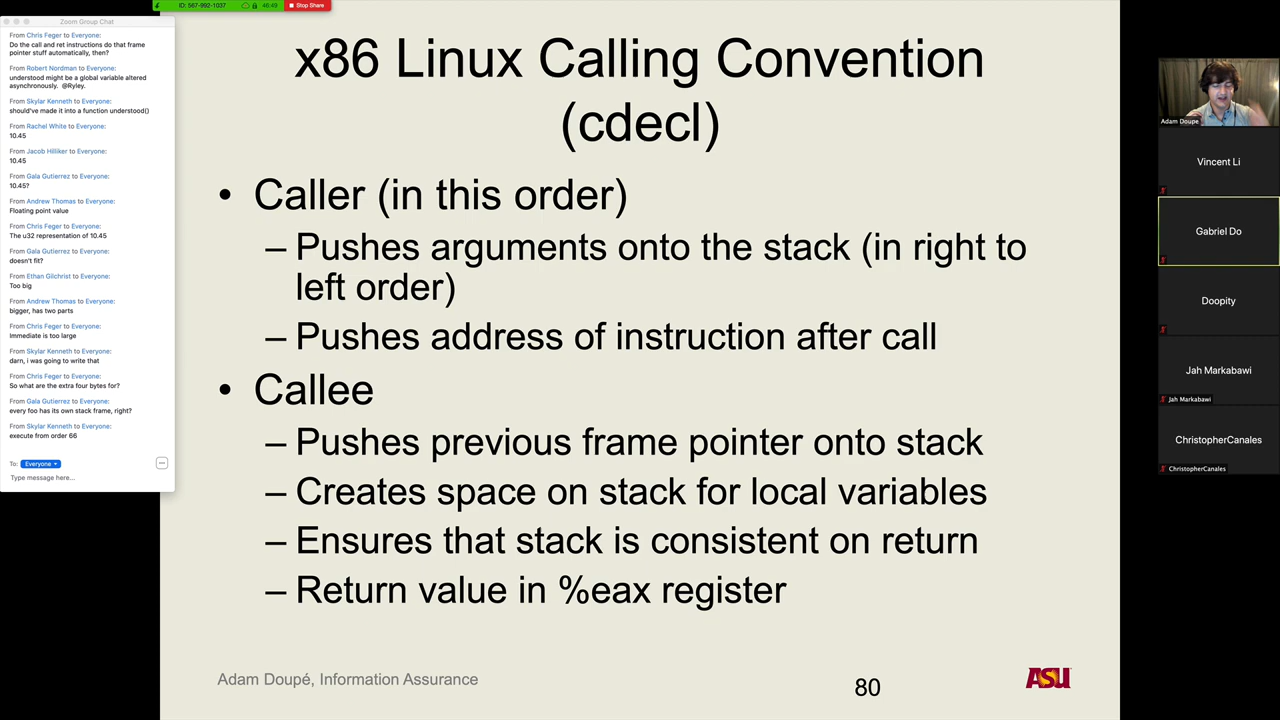 ID: 567-992-1037
46:49
Stop Share
Zoom Group Chat
From Chris Feger to Everyone:
Do the call and ret instructions do that frame
pointer stuff automatically, then?
From Robert Nordman to Everyone:
understood might be a global variable altered
asynchronously. @Ryley.
From Skylar Kenneth to Everyone:
should've made it into a function understood()
From Rachel White to Everyone:
10.45
From Jacob Hilliker to Everyone:
10.45
From Gala Gutierrez to Everyone:
10.45?
From Andrew Thomas to Everyone:
Floating point value
From Chris Feger to Everyone:
The u32 representation of 10.45
From Gala Gutierrez to Everyone:
doesn't fit?
From Ethan Gilchrist to Everyone:
Too big
From Andrew Thomas to Everyone:
bigger, has two parts
From Chris Feger to Everyone:
Immediate is too large
From Skylar Kenneth to Everyone:
darn, i was going to write that
From Chris Feger to Everyone:
So what are the extra four bytes for?
From Gala Gutierrez to Everyone:
every foo has its own stack frame, right?
From Skylar Kenneth to Everyone:
execute from order 66
To: Everyone
Type message here...
x86 Linux Calling Convention
(cdecl)
• Caller (in this order)
– Pushes arguments onto the stack (in right to
left order)
– Pushes address of instruction after call
• Callee
– Pushes previous frame pointer onto stack
– Creates space on stack for local variables
– Ensures that stack is consistent on return
– Return value in %eax register
Adam Doupé, Information Assurance
80
ASU
Adam Doupe
Vincent Li
Gabriel Do
Doopity
Jah Markabawi
Jah Markabawi
ChristopherCanales
ChristopherCanales